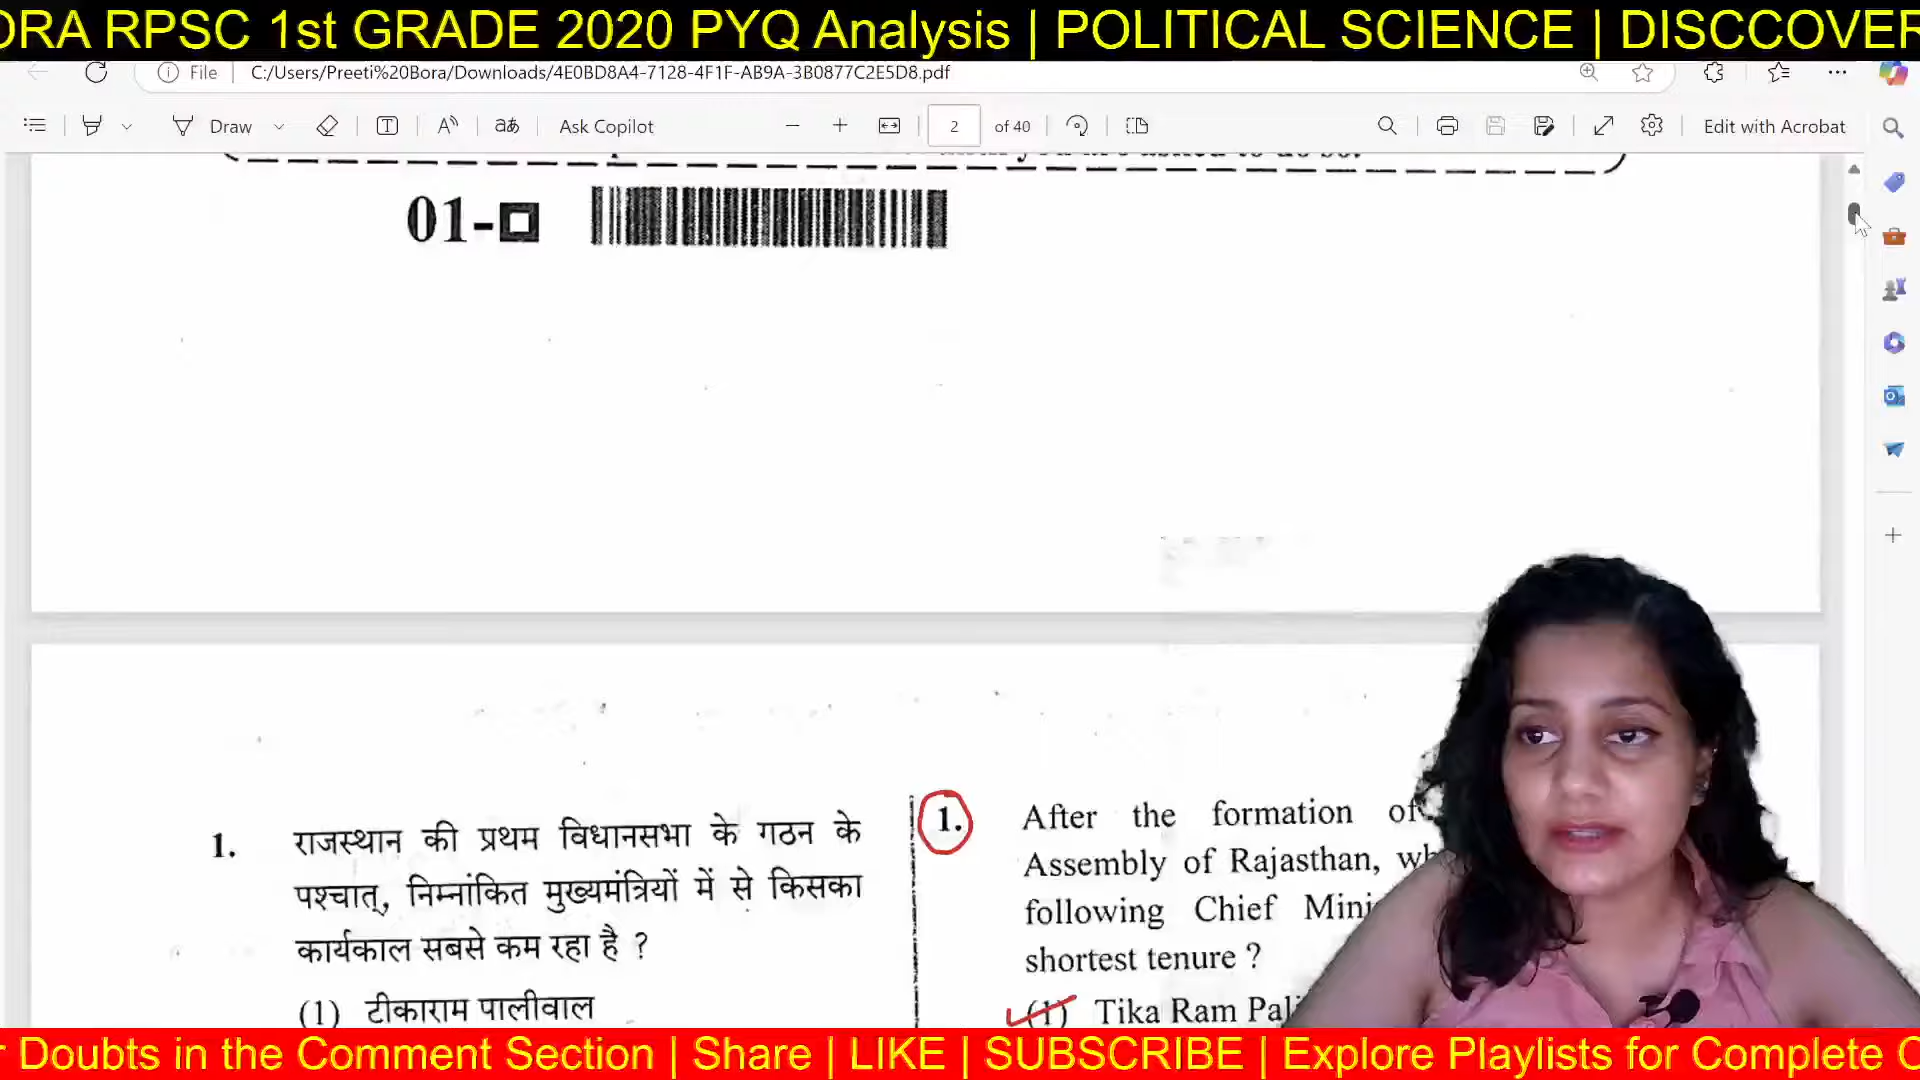 ORA RPSC 1st GRADE 2020 PYQ Analysis | POLITICAL SCIENCE | DISCCOVER
File C:/Users/Preeti%20Bora/Downloads/4E0BD8A4-7128-4F1F-AB9A-3B0877C2E5D8.pdf
Draw Ask Copilot 2 of 40 Edit with Acrobat
01-
1. राजस्थान की प्रथम विधानसभा के गठन के
पश्चात्, निम्नांकित मुख्यमंत्रियों में से किसका
कार्यकाल सबसे कम रहा है ?
(1) टीकाराम पालीवाल
1. After the formation of
Assembly of Rajasthan,
following Chief
shortest tenure ?
(1) Tika Ram
r Doubts in the Comment Section | Share | LIKE | SUBSCRIBE | Explore Playlists for Complete C